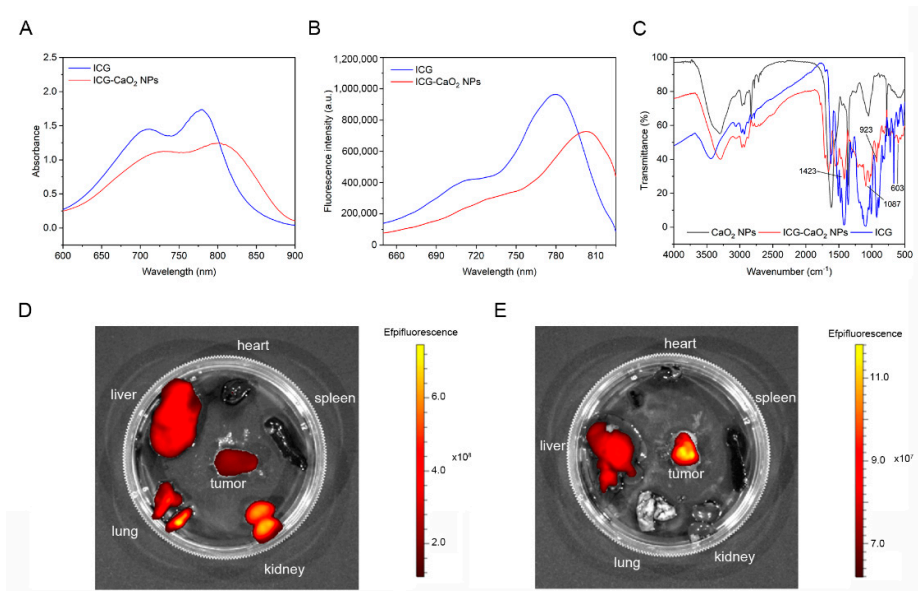 A
B
C
2.5
2.0
1.5
1.0
0.5
0.0
Absorbance
600 650 700 750 800 850 900
Wavelength (nm)
ICG
ICG-CaO₂ NPs
1,200,000
1,000,000
800,000
600,000
400,000
200,000
0
Fluorescence intensity (a.u.)
660 690 720 750 780 810
Wavelength (nm)
ICG
ICG-CaO₂ NPs
100
80
60
40
20
0
Transmittance (%)
1423
923
603
1087
CaO₂ NPs ICG-CaO₂ NPs ICG
4000 3500 3000 2500 2000 1500 1000 500
Wavenumber (cm⁻¹)
D
E
Efpifluorescence
heart
liver
spleen
tumor
lung
kidney
6.0
4.0
2.0
x10⁸
Efpifluorescence
heart
spleen
liver
tumor
lung
kidney
11.0
9.0
7.0
x10⁷